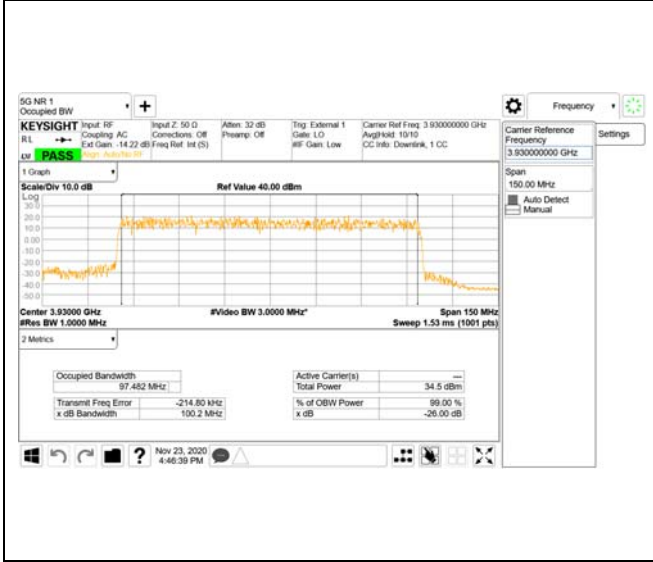 5G NR 1
Occupied BW
Frequency
KEYSIGHT
RL
PASS
Input: RF
Coupling: AC
Ext Gain: -14.22 dB
Align: Auto/No RF
Input Z: 50 Ω
Corrections: Off
Freq Ref: Int (S)
Atten: 32 dB
Preamp: Off
Trig: External 1
Gate: LO
#IF Gain: Low
Carrier Ref Freq: 3.930000000 GHz
Avg|Hold: 10/10
CC Info: Downlink, 1 CC
Carrier Reference
Frequency
3.930000000 GHz
Settings
Span
150.00 MHz
Auto Detect
Manual
1 Graph
Scale/Div 10.0 dB
Ref Value 40.00 dBm
Log
30.0
20.0
10.0
0.00
-10.0
-20.0
-30.0
-40.0
-50.0
Center 3.93000 GHz
#Video BW 3.0000 MHz*
Span 150 MHz
#Res BW 1.0000 MHz
Sweep 1.53 ms (1001 pts)
2 Metrics
Occupied Bandwidth
97.482 MHz
Active Carrier(s)
---
Total Power
34.5 dBm
Transmit Freq Error
-214.80 kHz
% of OBW Power
99.00 %
x dB Bandwidth
100.2 MHz
x dB
-26.00 dB
Nov 23, 2020
4:46:39 PM